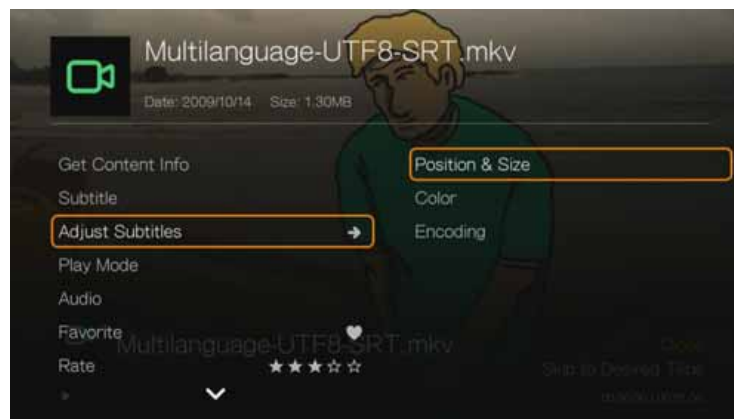 Multilanguage-UTF8-SRT.mkv
Date: 2009/10/14 Size: 1.30MB
Get Content Info
Subtitle
Adjust Subtitles
Play Mode
Audio
Favorite
Rate
Position & Size
Color
Encoding
Multilanguage-UTF8-SRT.mkv
Skip to Desired Time